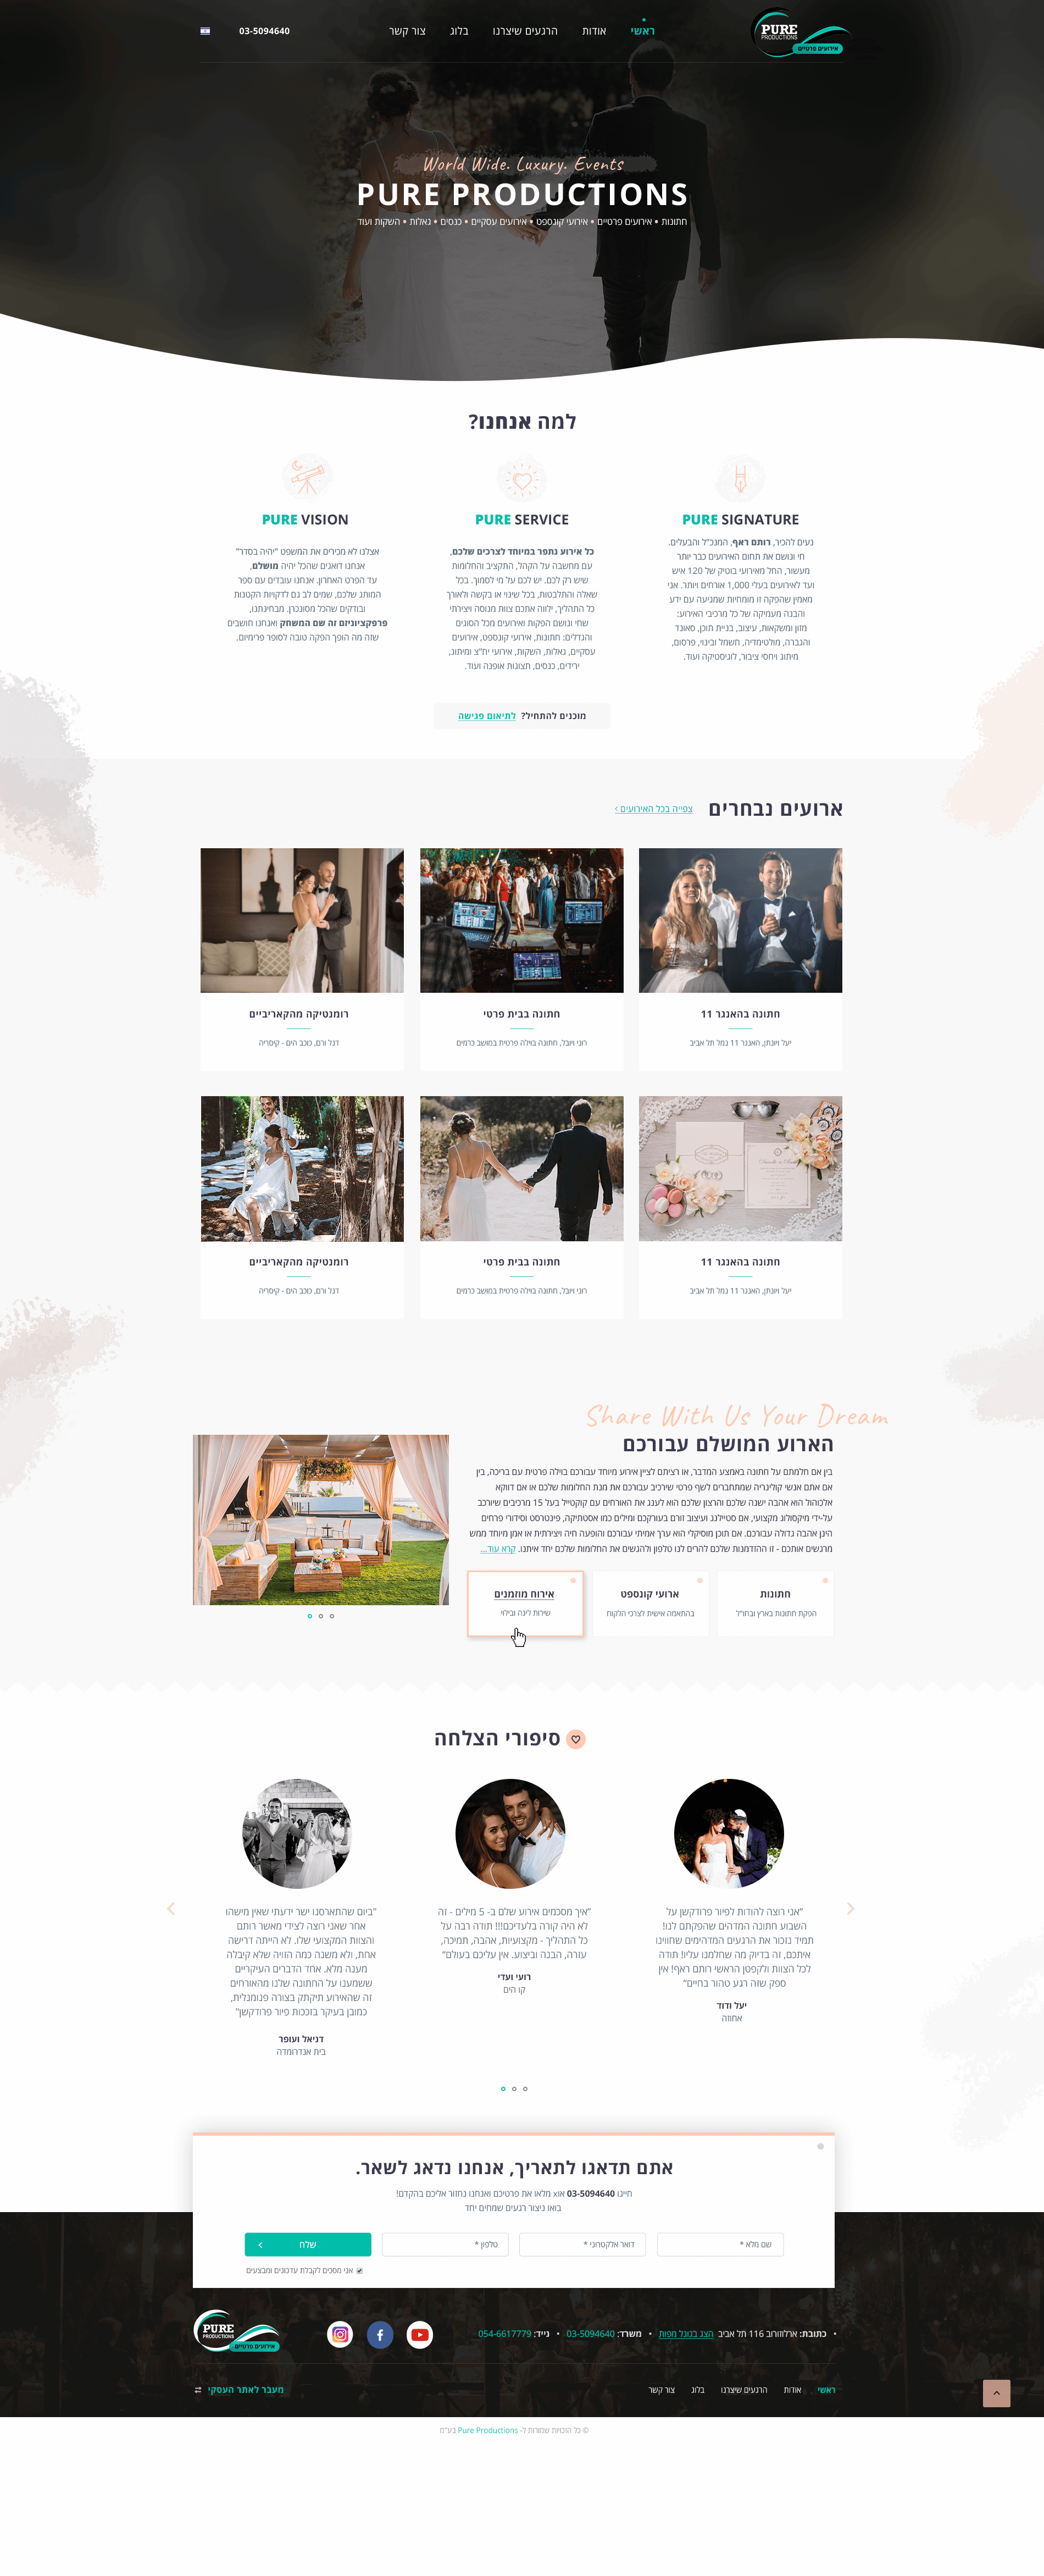 PURE
PRODUCTIONS
אירועים פרטיים
ראשי
אודות
הרגעים שיצרנו
בלוג
צור קשר
03-5094640
World Wide. Luxury. Events
PURE PRODUCTIONS
חתונות • אירועים פרטיים • אירועי קונספט • אירועים עסקיים • כנסים • גאלות • השקות ועוד
למה אנחנו?
PURE SIGNATURE
נעים להכיר, רותם ראף, המנכ"ל והבעלים.
חי ונושם את תחום האירועים כבר יותר
מעשור, החל מאירועי בוטיק של 120 איש
ועד לאירועים בעלי 1,000 אורחים ויותר. אני
מאמין שהפקה זו מומחיות שמגיעה עם ידע
והבנה מעמיקה של כל מרכיבי האירוע:
מזון ומשקאות, עיצוב, בניית תוכן, סאונד
והגברה, מולטימדיה, חשמל ובינוי, פרסום,
מיתוג ויחסי ציבור, לוגיסטיקה ועוד.
PURE SERVICE
כל אירוע נתפר במיוחד לצרכים שלכם,
עם מחשבה על הקהל, התקציב והחלומות
שיש רק לכם. יש לכם על מי לסמוך. בכל
שאלה והתלבטות, בכל שינוי או בקשה ולאורך
כל התהליך, ילווה אתכם צוות מנוסה ויצירתי
שחי ונושם הפקות ואירועים מכל הסוגים
והגדלים: חתונות, אירועי קונספט, אירועים
עסקיים, גאלות, השקות, אירועי יח"צ ומיתוג,
ירידים, כנסים, תצוגות אופנה ועוד.
PURE VISION
אצלנו לא מכירים את המשפט "יהיה בסדר"
אנחנו דואגים שהכל יהיה מושלם,
עד הפרט האחרון. אנחנו עובדים עם ספר
המותג שלכם, שמים לב גם לדקויות הקטנות
ובודקים שהכל מסונכרן. מבחינתנו,
פרפקציוניזם זה שם המשחק ואנחנו חושבים
שזה מה הופך הפקה טובה לסופר פרימיום.
מוכנים להתחיל? לתיאום פגישה
ארועים נבחרים
צפייה בכל האירועים >
חתונה בהאנגר 11
יעל ויונתן, האנגר 11 נמל תל אביב
חתונה בבית פרטי
רוני ויובל, חתונה בוילה פרטית במושב כרמים
רומנטיקה מהקאריביים
דגל ורם, כוכב הים - קיסריה
חתונה בהאנגר 11
יעל ויונתן, האנגר 11 נמל תל אביב
חתונה בבית פרטי
רוני ויובל, חתונה בוילה פרטית במושב כרמים
רומנטיקה מהקאריביים
דגל ורם, כוכב הים - קיסריה
Share With Us Your Dream
הארוע המושלם עבורכם
בין אם חלמתם על חתונה באמצע המדבר, או רציתם לציין אירוע מיוחד עבורכם בוילה פרטית עם בריכה, בין
אם אתם אנשי קולינריה שמתחברים לשף פרטי שירכיב עבורכם את מנת החלומות שלכם או אם דווקא
אלכוהול הוא אהבה ישנה שלכם והרצון שלכם הוא לענג את האורחים עם קוקטייל בעל 15 מרכיבים שיורכב
על-ידי מיקסולוג מקצועי, אם סטיילנג ועיצוב זורם בעורקכם ומילים כמו אסטתיקה, פינטרסט וסידורי פרחים
הינן אהבה גדולה עבורכם. אם תוכן מוסיקלי הוא ערך אמיתי עבורכם והופעה חיה ויצירתית או אמן מיוחד ממש
מרגשים אותכם - זו ההזדמנות שלכם להרים לנו טלפון ולהגשים את החלומות שלכם יחד איתנו. קרא עוד...
חתונות
הפקת חתונות בארץ ובחו"ל
ארועי קונספט
בהתאמה אישית לצרכי הלקוח
אירוח מוזמנים
שירות לינה ובילוי
סיפורי הצלחה
"אני רוצה להודות לפיור פרודקשן על
השבוע חתונה המדהים שהפקתם לנו!
תמיד נזכור את הרגעים המדהימים שחווינו
איתכם, זה בדיוק מה שחלמנו עליו! תודה
לכל הצוות ולקפטן הראשי רותם ראף! אין
ספק שזה רגע טהור בחיים"
יעל ודוד
אחוזה
"איך מסכמים אירוע שלם ב- 5 מילים - זה
לא היה קורה בלעדיכם!!! תודה רבה על
כל התהליך - מקצועיות, אהבה, תמיכה,
עזרה, הבנה וביצוע. אין עליכם בעולם"
רועי ועדי
קו הים
"ביום שהתארסנו ישר ידעתי שאין מישהו
אחר שאני רוצה לצידי מאשר רותם
והצוות המקצועי שלו. לא הייתה דרישה
אחת, ולא משנה כמה הזויה שלא קיבלה
מענה מלא. אחד הדברים העיקריים
ששמענו על החתונה שלנו מהאורחים
זה שהאירוע תיקתק בצורה פנומנלית,
כמובן בעיקר בזכות פיור פרודקשן"
דניאל ועופר
בית אנדרומדה
אתם תדאגו לתאריך, אנחנו נדאג לשאר.
חייגו 03-5094640 אוx מלאו את פרטיכם ואנחנו נחזור אליכם בהקדם!
בואו ניצור רגעים שמחים יחד
שם מלא *
דואר אלקטרוני *
טלפון *
שלח
אני מסכים לקבלת עדכונים ומבצעים
• כתובת: ארלוזורוב 116 תל אביב הצג בגוגל מפות • משרד: 03-5094640 • נייד: 054-6617779
PURE
PRODUCTIONS
אירועים פרטיים
ראשי
אודות
הרגעים שיצרנו
בלוג
צור קשר
מעבר לאתר העסקי
© כל הזכויות שמורות ל- Pure Productions בע"מ